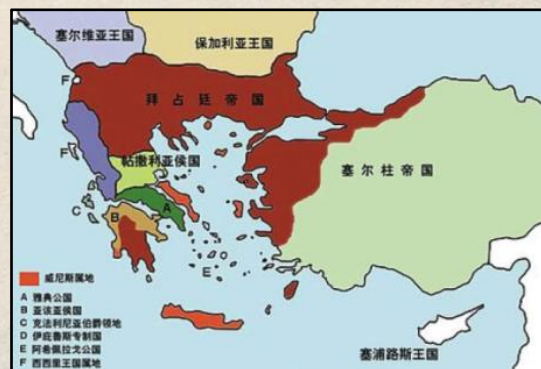 塞尔维亚王国
保加利亚王国
F
拜占廷帝国
F
帖撒利亚侯国
塞尔柱帝国
C
B
A
E
威尼斯属地
A 雅典公国
B 亚该亚侯国
C 克法利尼亚伯爵领地
D 伊庇鲁斯专制国
E 阿希佩拉戈公国
F 西西里王国属地
塞浦路斯王国